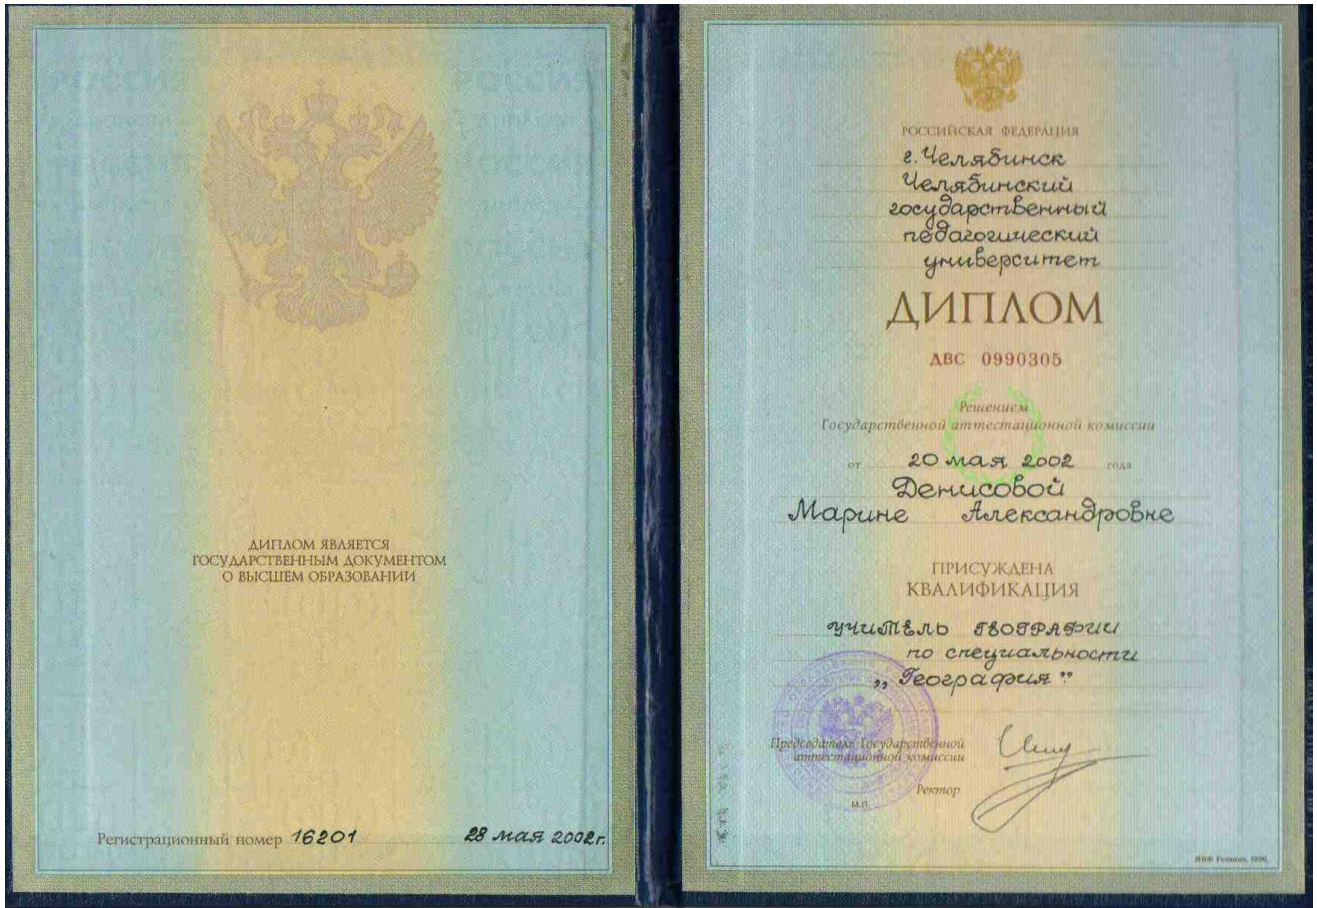 ДИПЛОМ ЯВЛЯЕТСЯ
ГОСУДАРСТВЕННЫМ ДОКУМЕНТОМ
О ВЫСШЕМ ОБРАЗОВАНИИ
Регистрационный номер 16201 28 мая 2002г.
РОССИЙСКАЯ ФЕДЕРАЦИЯ
г. Челябинск
Челябинский
государственный
педагогический
университет
ДИПЛОМ
ДВС 0990305
Решением
Государственной аттестационной комиссии
от 20 мая 2002 года
Денисовой
Марине Александровне
ПРИСУЖДЕНА
КВАЛИФИКАЦИЯ
УЧИТЕЛЬ ГЕОГРАФИИ
по специальности
„География"
Председатель Государственной
аттестационной комиссии
Ректор
М.П.